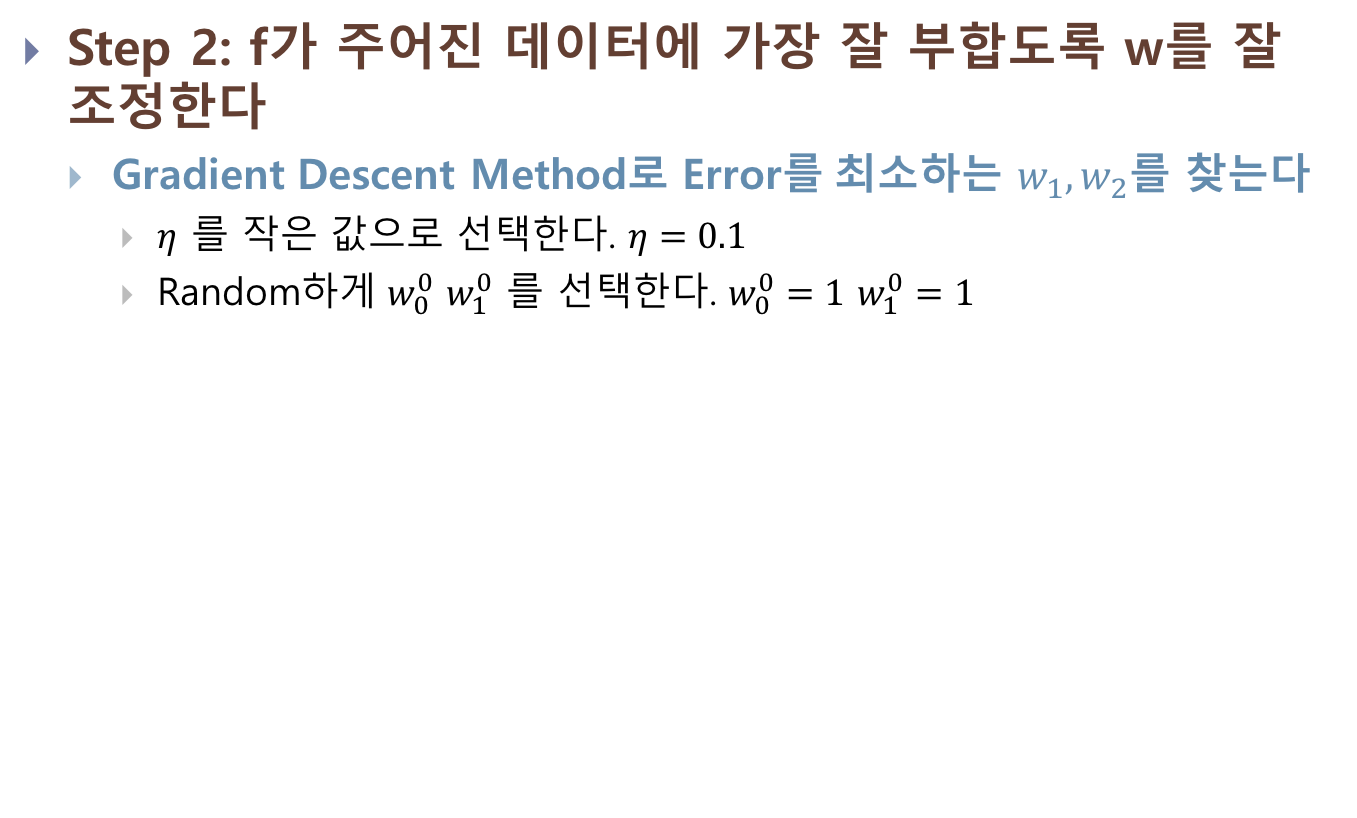 Step 2: f가 주어진 데이터에 가장 잘 부합도록 w를 잘
조정한다
Gradient Descent Method로 Error를 최소하는 𝑤₁, 𝑤₂를 찾는다
𝜂 를 작은 값으로 선택한다. 𝜂 = 0.1
Random하게 𝑤₀⁰ 𝑤₁⁰ 를 선택한다. 𝑤₀⁰ = 1 𝑤₁⁰ = 1